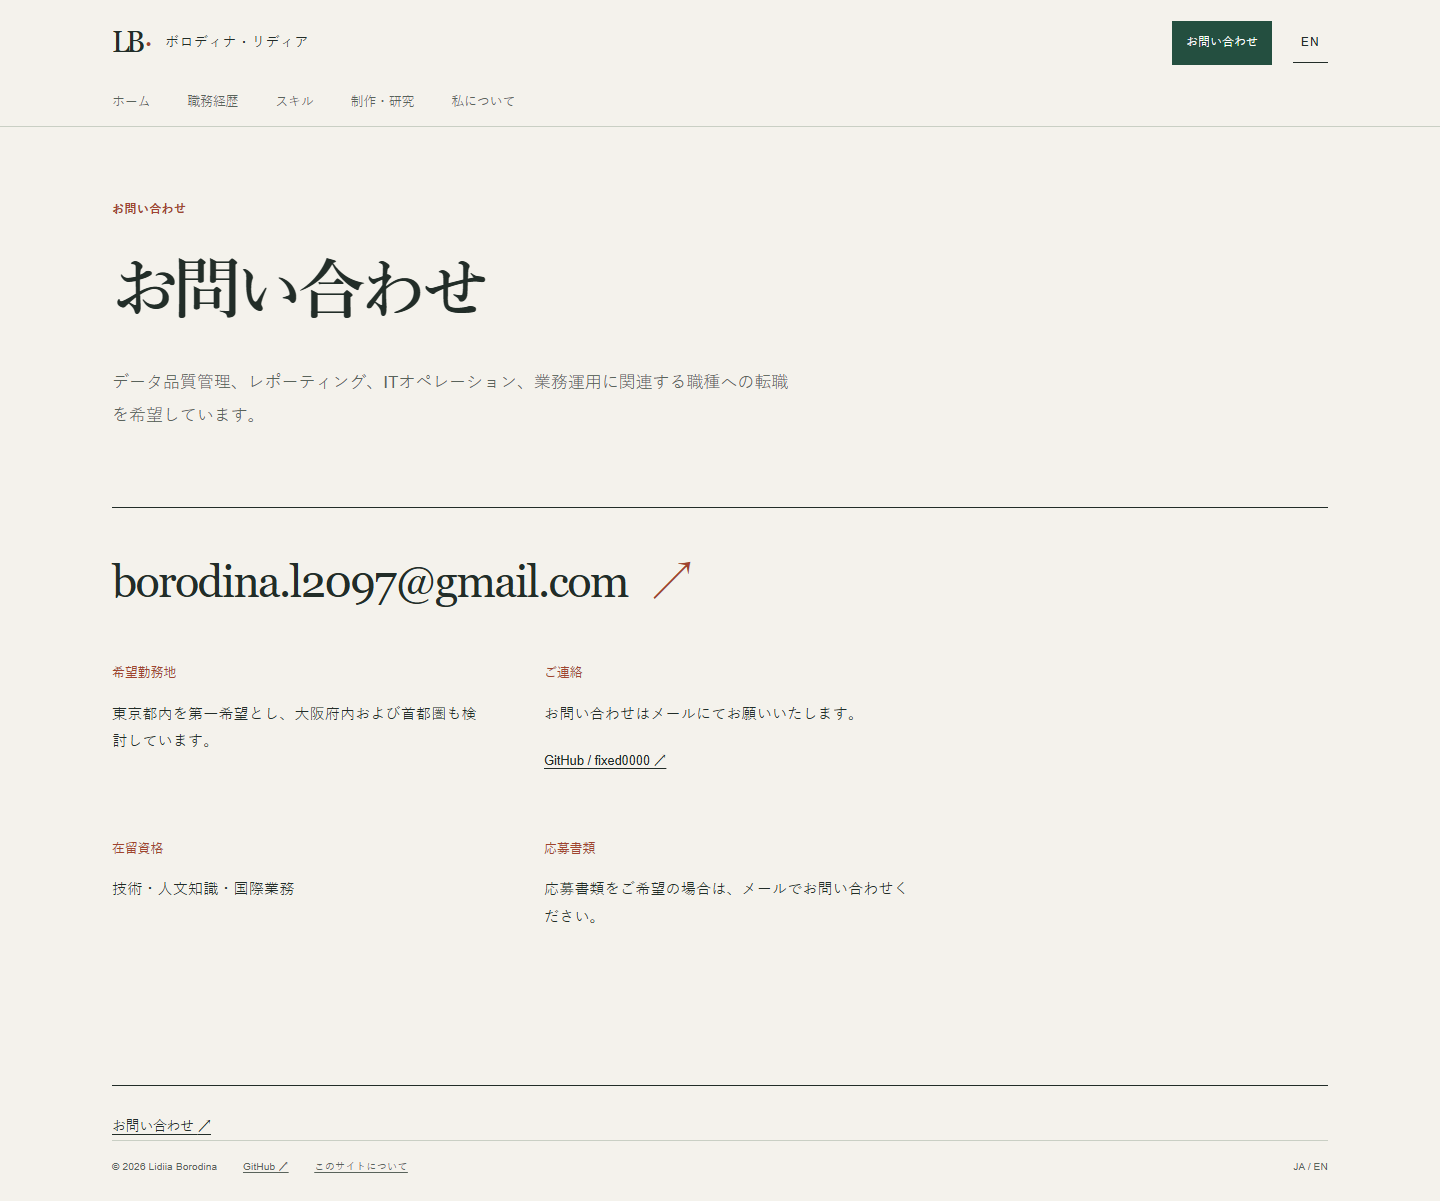 LB· ボロディナ・リディア
お問い合わせ
EN
ホーム 職務経歴 スキル 制作・研究 私について
お問い合わせ
お問い合わせ
データ品質管理、レポーティング、ITオペレーション、業務運用に関連する職種への転職
を希望しています。
borodina.l2097@gmail.com ↗
希望勤務地
東京都内を第一希望とし、大阪府内および首都圏も検
討しています。
ご連絡
お問い合わせはメールにてお願いいたします。
GitHub / fixed0000 ↗
在留資格
技術・人文知識・国際業務
応募書類
応募書類をご希望の場合は、メールでお問い合わせく
ださい。
お問い合わせ ↗
© 2026 Lidiia Borodina GitHub ↗ このサイトについて JA / EN